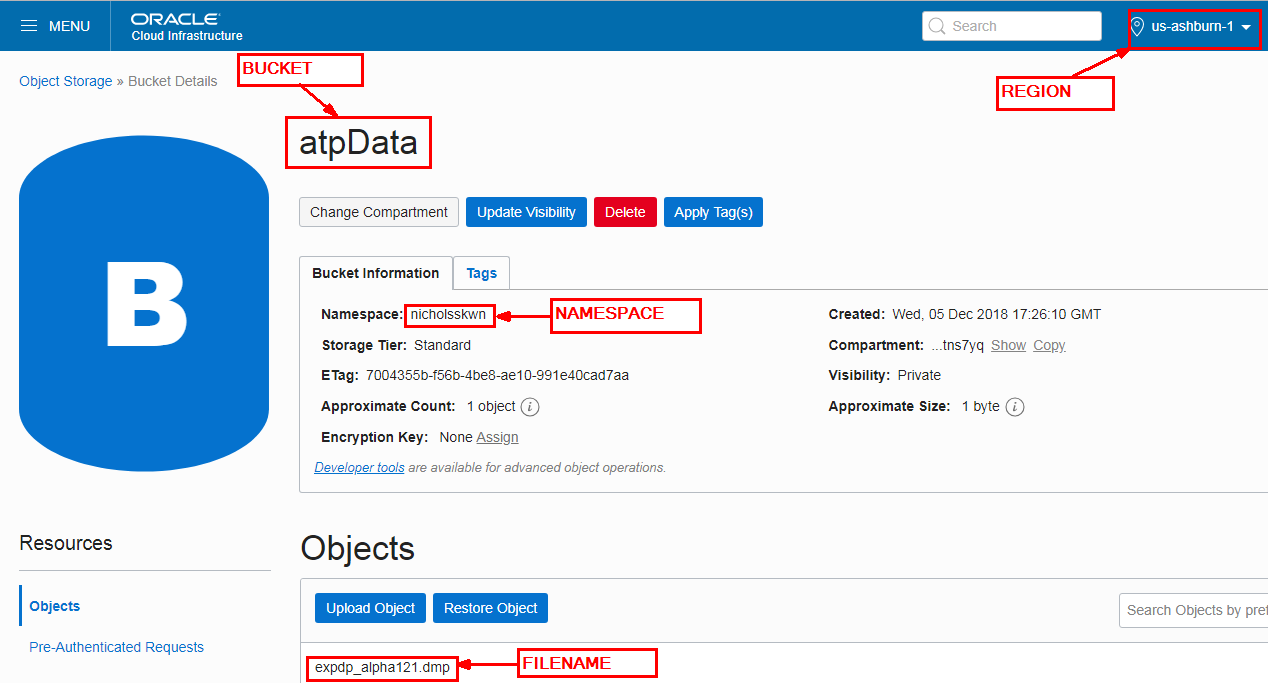 MENU
ORACLE
Cloud Infrastructure
Search
us-ashburn-1
Object Storage » Bucket Details
BUCKET
REGION
atpData
Change Compartment Update Visibility Delete Apply Tag(s)
B
Bucket Information Tags
Namespace: nicholsskwn
NAMESPACE
Created: Wed, 05 Dec 2018 17:26:10 GMT
Storage Tier: Standard
Compartment: ...tns7yq Show Copy
ETag: 7004355b-f56b-4be8-ae10-991e40cad7aa
Visibility: Private
Approximate Count: 1 object i
Approximate Size: 1 byte i
Encryption Key: None Assign
Developer tools are available for advanced object operations.
Resources
Objects
Pre-Authenticated Requests
Objects
Upload Object Restore Object
Search Objects by pref
expdp_alpha121.dmp
FILENAME